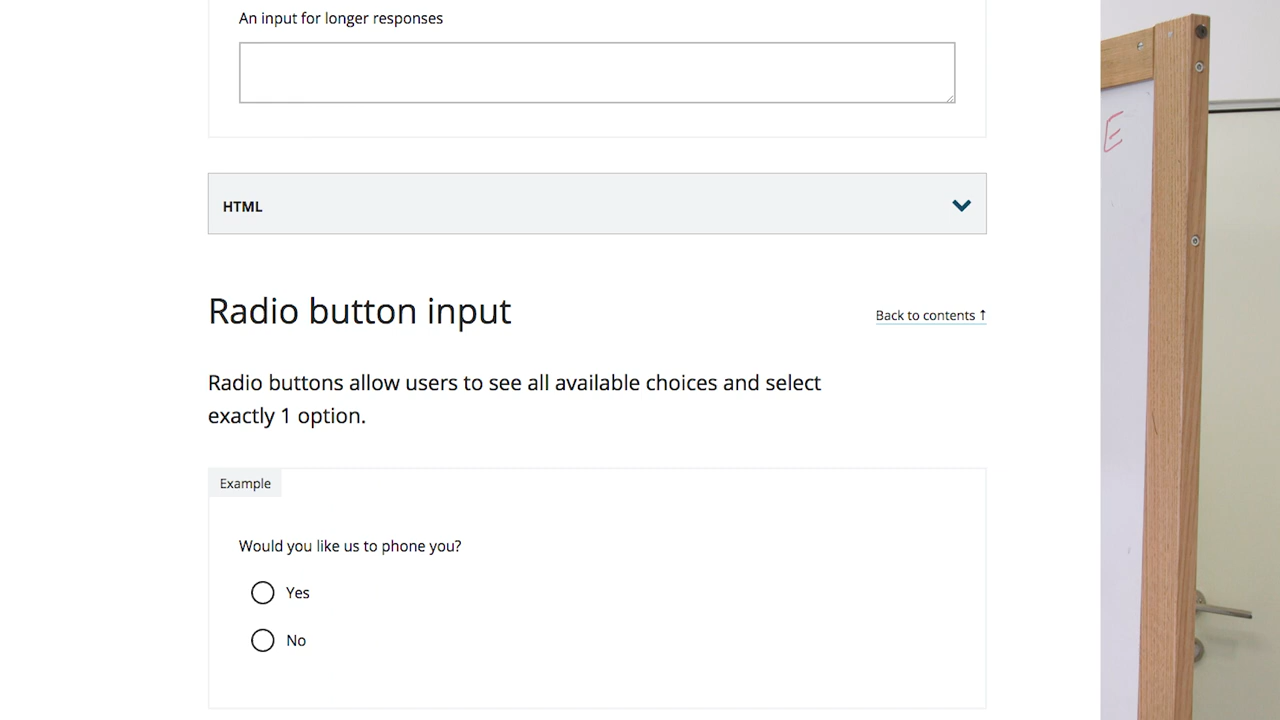 An input for longer responses
HTML
Radio button input
Back to contents ↑
Radio buttons allow users to see all available choices and select
exactly 1 option.
Example
Would you like us to phone you?
Yes
No
E